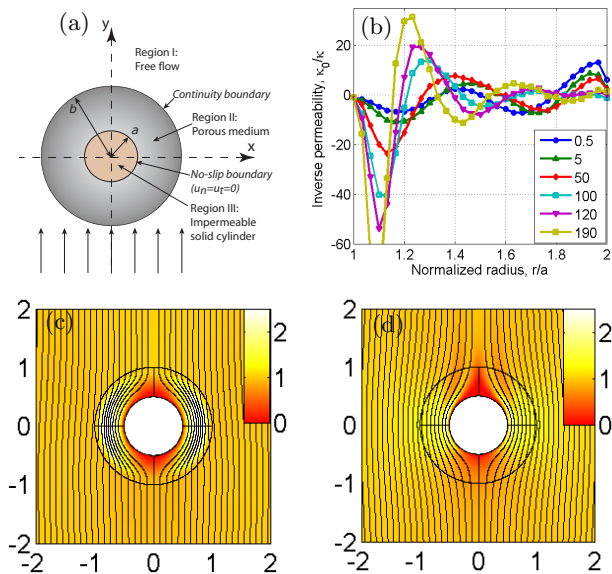 (a)
y
Region I:
Free flow
Continuity boundary
b
Region II:
Porous medium
a
x
No-slip boundary
(uₙ=uₜ=0)
Region III:
Impermeable
solid cylinder
(b)
Inverse permeability, κ₀/κ
20
0
-20
-40
-60
1 1.2 1.4 1.6 1.8 2
Normalized radius, r/a
0.5
5
50
100
120
190
(c)
2
1
0
-1
-2
-2 -1 0 1 2
2
1
0
(d)
2
1
0
-1
-2
-2 -1 0 1 2
2
1
0